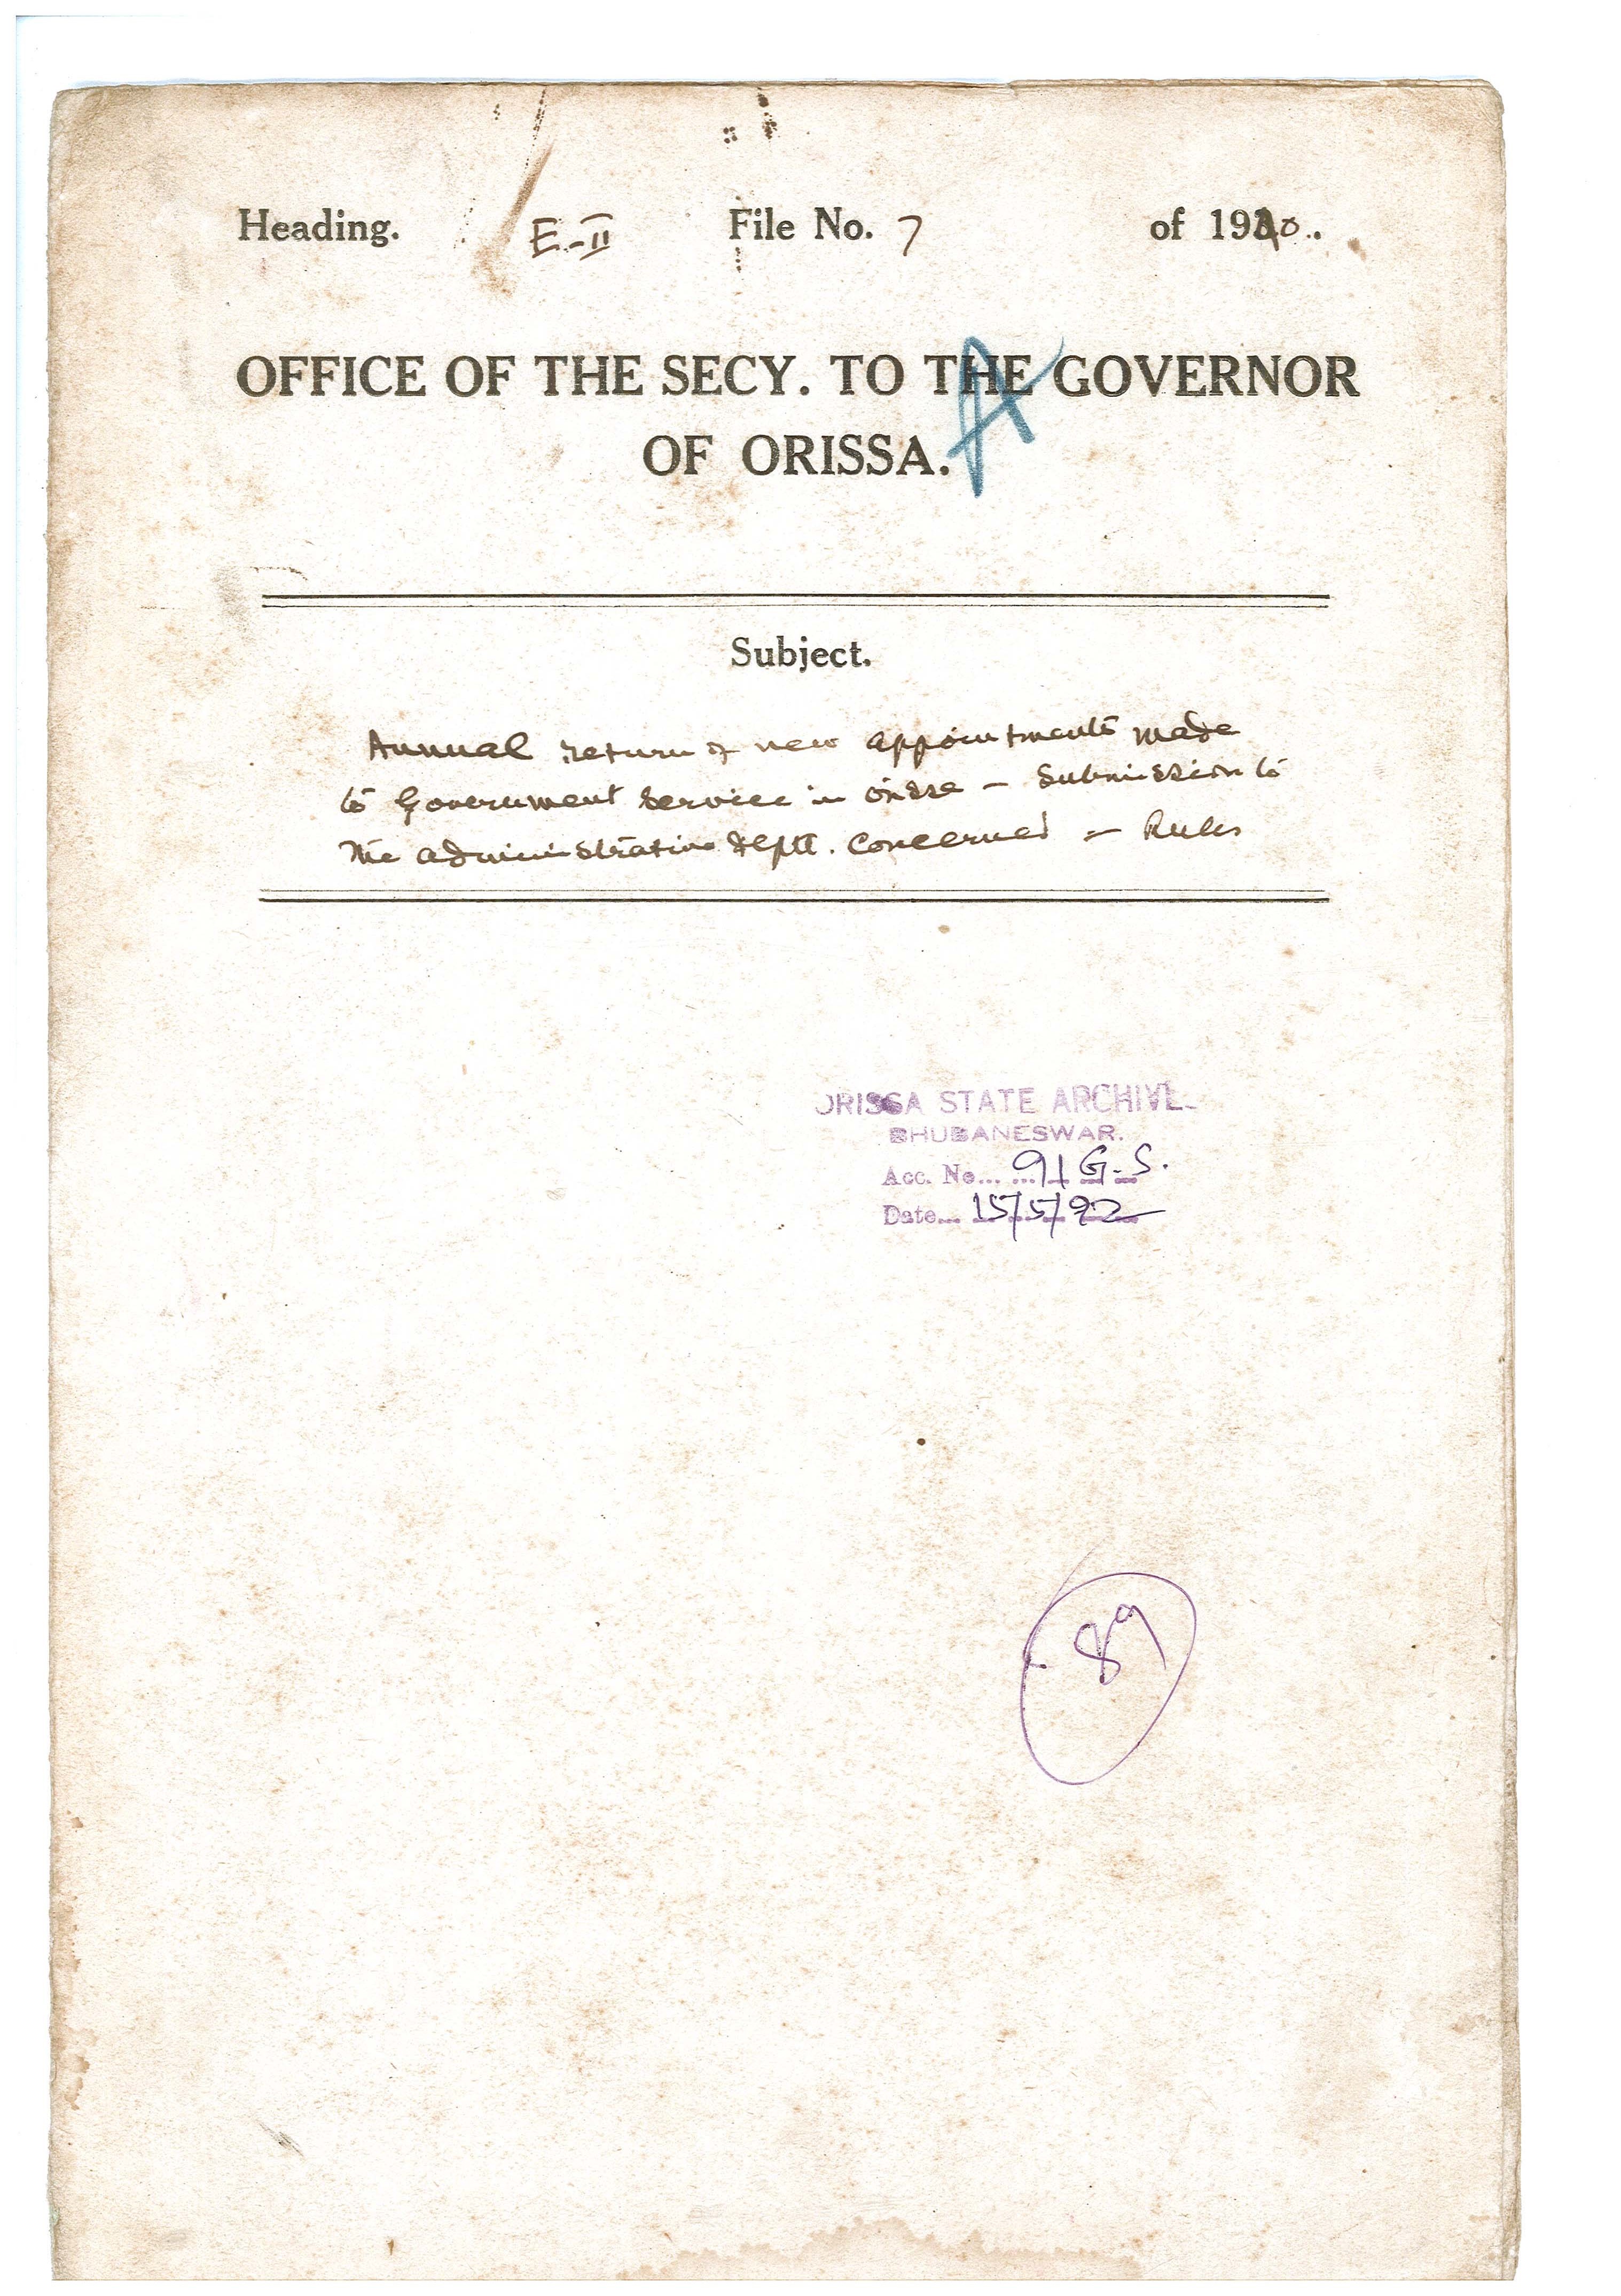 Heading. E-II File No. 7 of 1940.
OFFICE OF THE SECY. TO THE GOVERNOR
A
OF ORISSA.
Subject.
Annual return of new appointments made
to Government service in Orissa - Submission to
the administrative deptt. concerned - Rules
ORISSA STATE ARCHIVE
BHUBANESWAR.
Acc. No... 91 G.S.
Date... 15/5/92
89